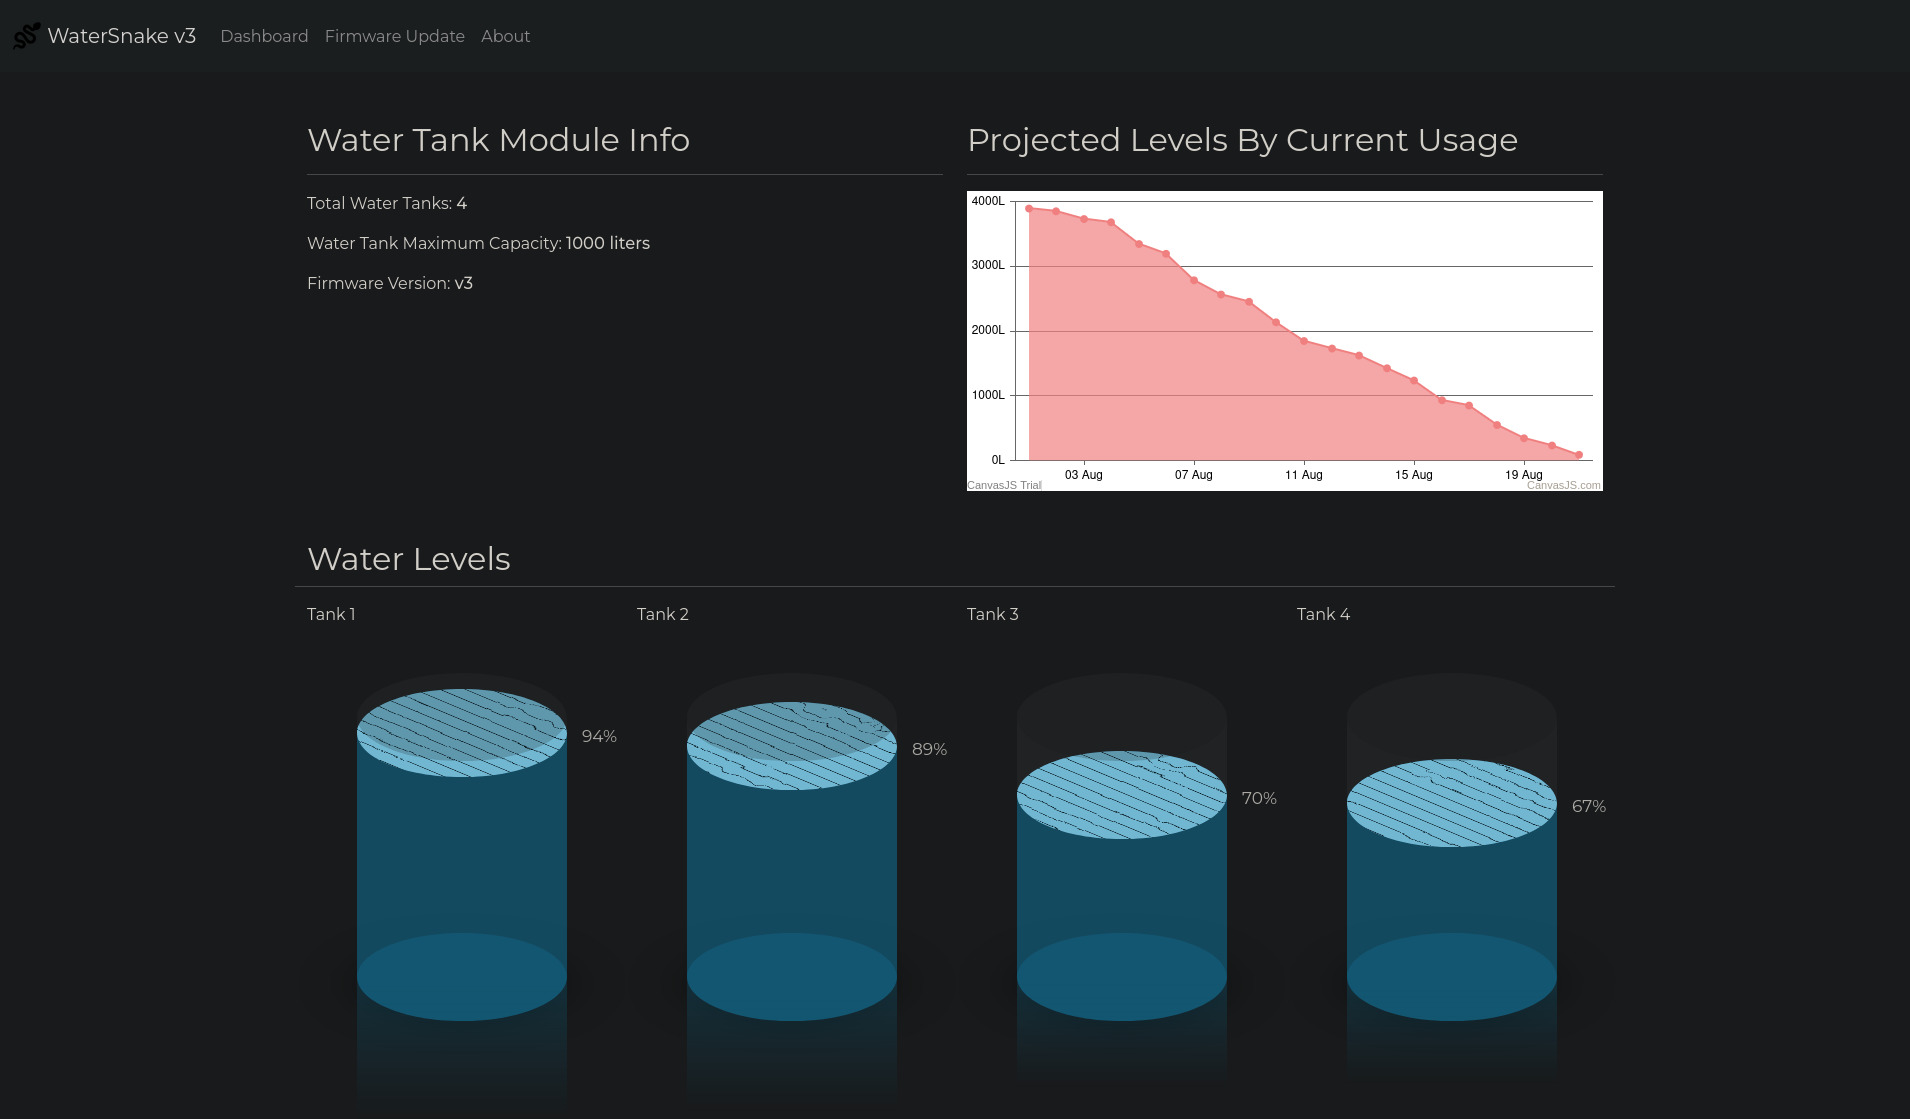 WaterSnake v3 Dashboard Firmware Update About
Water Tank Module Info
Total Water Tanks: 4
Water Tank Maximum Capacity: 1000 liters
Firmware Version: v3
Projected Levels By Current Usage
4000L
3000L
2000L
1000L
0L
03 Aug 07 Aug 11 Aug 15 Aug 19 Aug
CanvasJS Trial CanvasJS.com
Water Levels
Tank 1 Tank 2 Tank 3 Tank 4
94% 89% 70% 67%